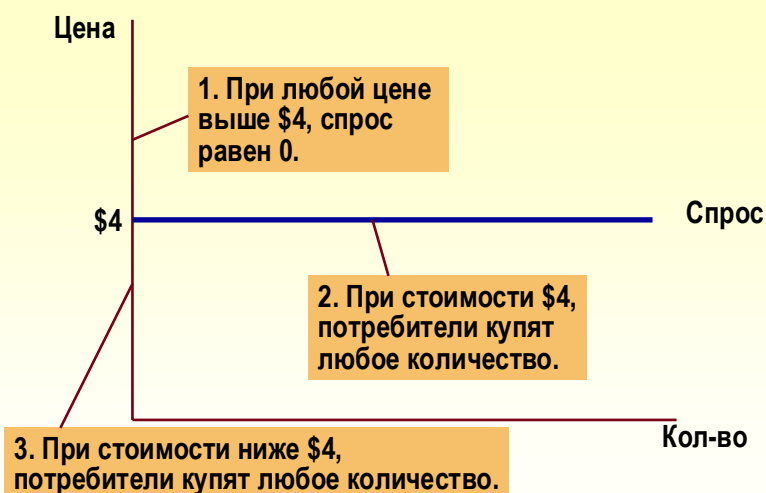 Цена
1. При любой цене
выше $4, спрос
равен 0.
$4
Спрос
2. При стоимости $4,
потребители купят
любое количество.
Кол-во
3. При стоимости ниже $4,
потребители купят любое количество.